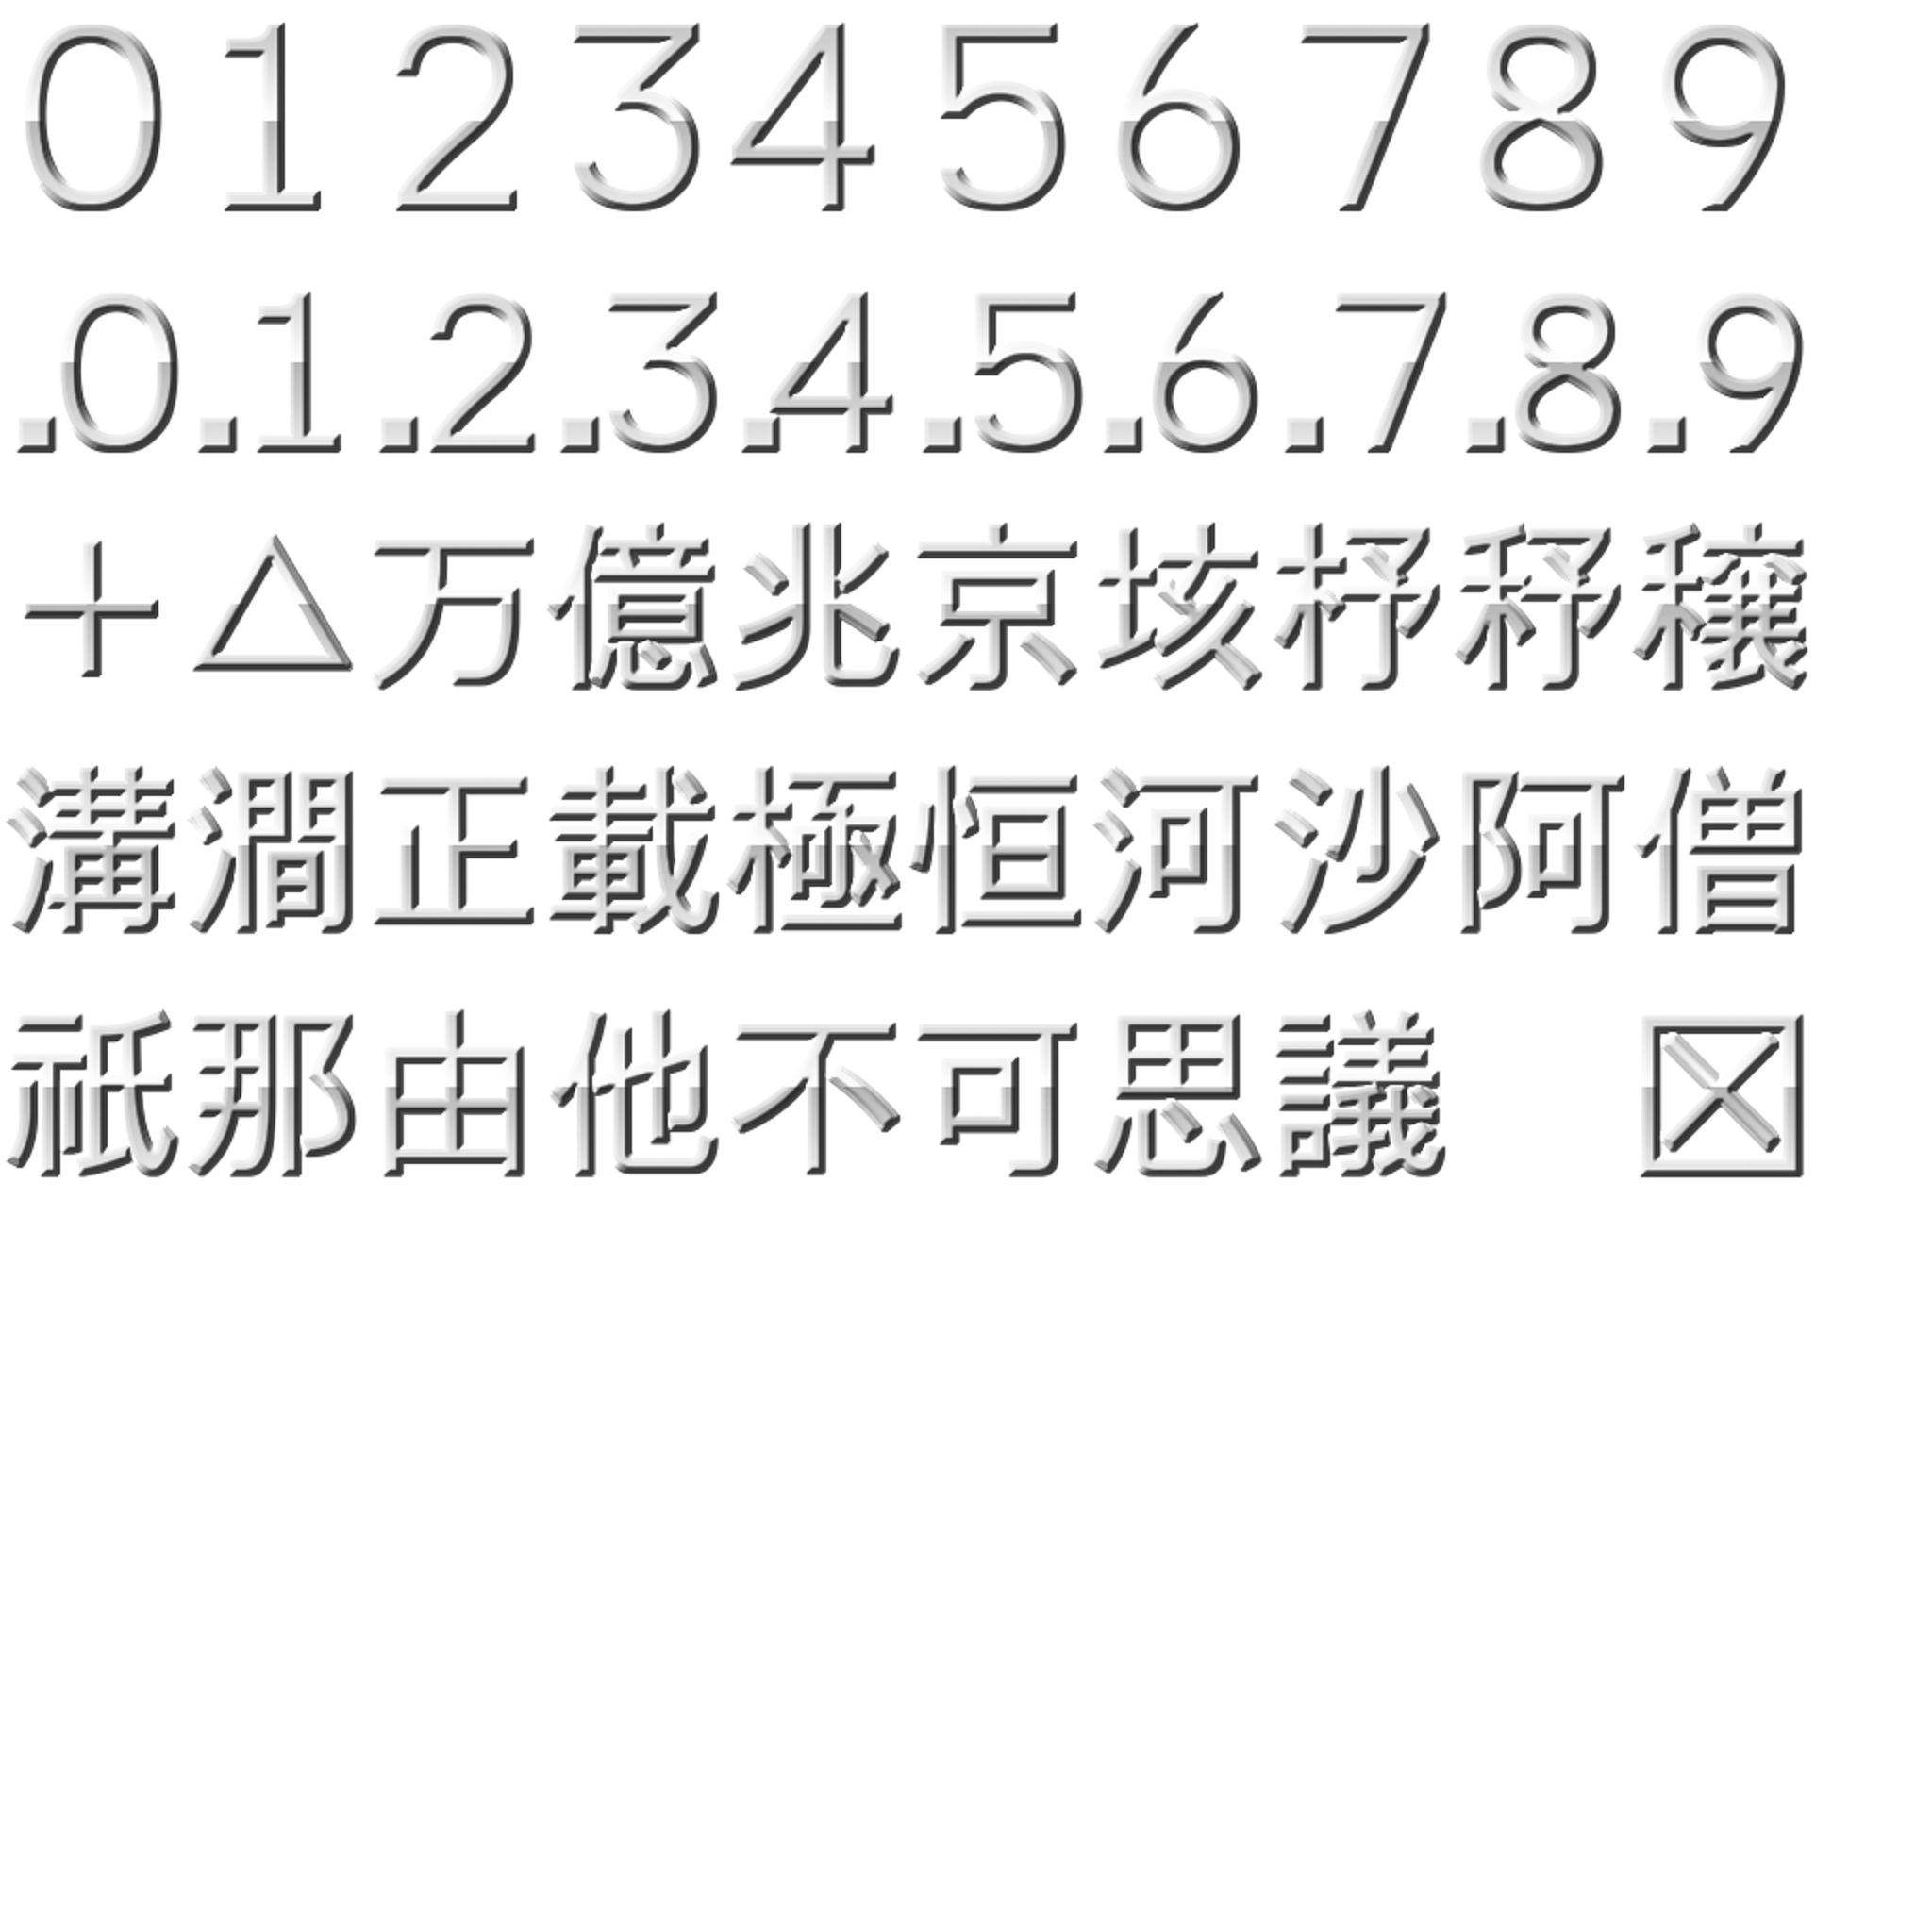 0123456789
.0.1.2.3.4.5.6.7.8.9
+△万億兆京垓杼秄穣
溝澗正載極恒河沙阿僧
祇那由他不可思議 ☒